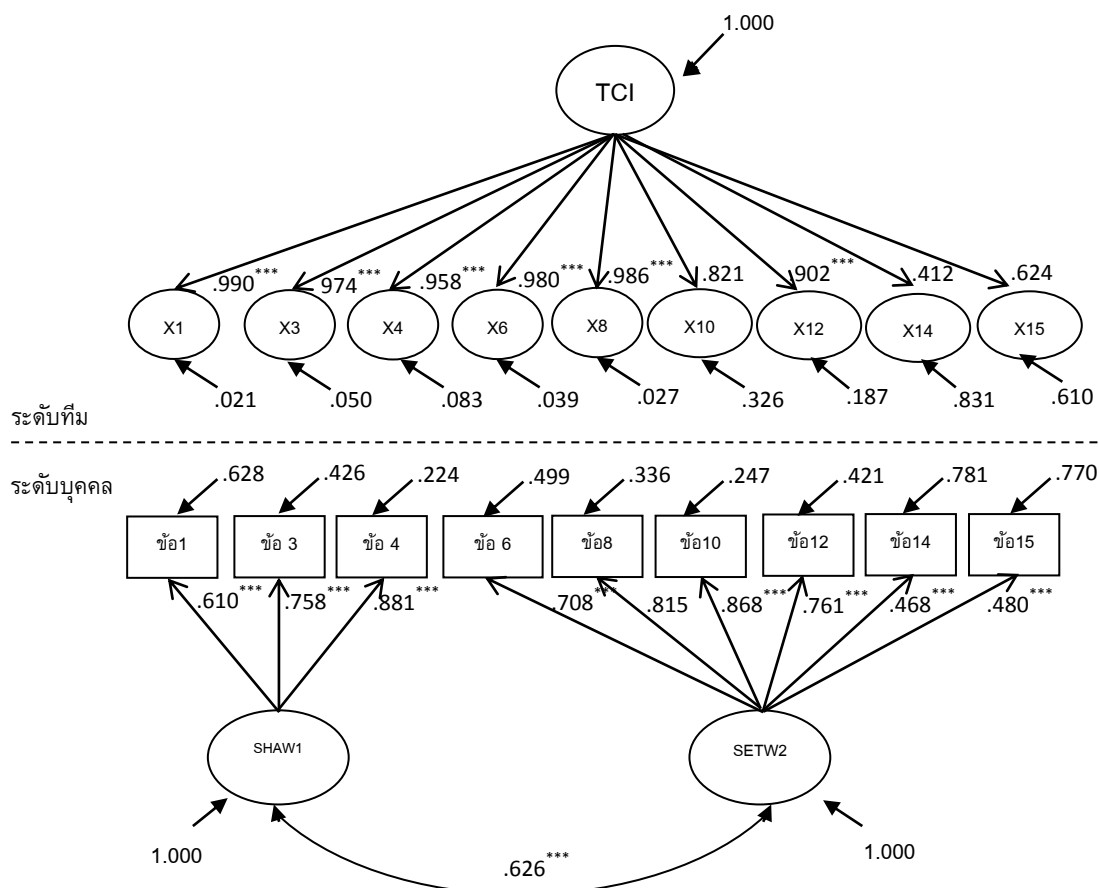 1.000
TCI
.990*** .974*** .958*** .980*** .986*** .821 .902*** .412 .624
X1 X3 X4 X6 X8 X10 X12 X14 X15
.021 .050 .083 .039 .027 .326 .187 .831 .610
ระดับทีม
ระดับบุคคล
.628 .426 .224 .499 .336 .247 .421 .781 .770
ข้อ1 ข้อ 3 ข้อ 4 ข้อ 6 ข้อ8 ข้อ10 ข้อ12 ข้อ14 ข้อ15
.610*** .758*** .881*** .708*** .815 .868*** .761*** .468*** .480***
SHAW1 SETW2
1.000 1.000
.626***